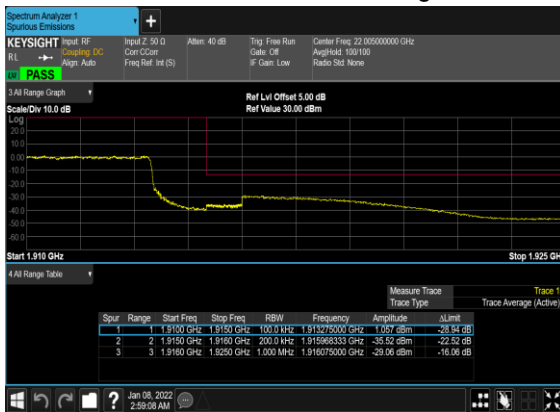 Spectrum Analyzer 1
Spurious Emissions
KEYSIGHT Input: RF Input Z: 50 Ω Atten: 40 dB Trig: Free Run Center Freq: 22.005000000 GHz
RL Coupling: DC Corr CCorr Gate: Off Avg|Hold: 100/100
Align: Auto Freq Ref: Int (S) IF Gain: Low Radio Std: None
PASS
3 All Range Graph
Ref Lvl Offset 5.00 dB
Scale/Div 10.0 dB Ref Value 30.00 dBm
Log
20.0
10.0
0.00
-10.0
-20.0
-30.0
-40.0
-50.0
-60.0
Start 1.910 GHz Stop 1.925 GH
4 All Range Table
Measure Trace Trace 1
Trace Type Trace Average (Active)
Spur Range Start Freq Stop Freq RBW Frequency Amplitude ΔLimit
1 1 1.9100 GHz 1.9150 GHz 100.0 kHz 1.913275000 GHz 1.057 dBm -28.94 dB
2 2 1.9150 GHz 1.9160 GHz 200.0 kHz 1.915968333 GHz -35.52 dBm -22.52 dB
3 3 1.9160 GHz 1.9250 GHz 1.000 MHz 1.916075000 GHz -29.06 dBm -16.06 dB
Jan 08, 2022
2:59:08 AM